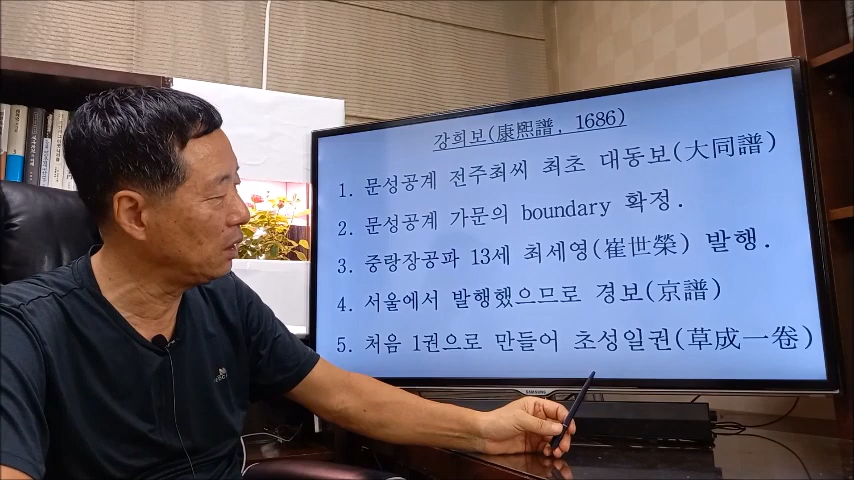 강희보(康熙譜, 1686)
1. 문성공계 전주최씨 최초 대동보(大同譜)
2. 문성공계 가문의 boundary 확정.
3. 중랑장공파 13세 최세영(崔世榮) 발행.
4. 서울에서 발행했으므로 경보(京譜)
5. 처음 1권으로 만들어 초성일권(草成一卷)
SAMSUNG